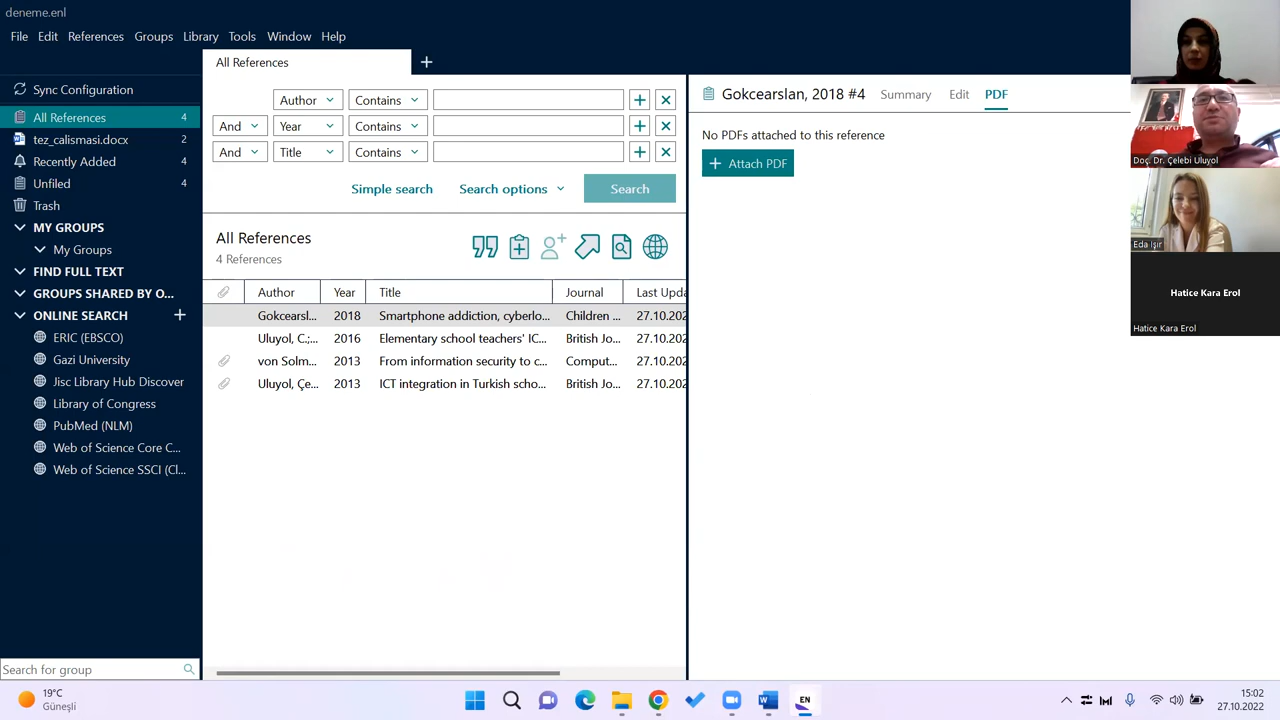 deneme.enl
File Edit References Groups Library Tools Window Help
Sync Configuration
All References 4
tez_calismasi.docx 2
Recently Added 4
Unfiled 4
Trash
MY GROUPS
My Groups
FIND FULL TEXT
GROUPS SHARED BY O...
ONLINE SEARCH
ERIC (EBSCO)
Gazi University
Jisc Library Hub Discover
Library of Congress
PubMed (NLM)
Web of Science Core C...
Web of Science SSCI (Cl...
Search for group
All References
Author Contains
And Year Contains
And Title Contains
Simple search Search options Search
All References
4 References
Author Year Title Journal Last Upda
Gokcearsl... 2018 Smartphone addiction, cyberlo... Children ... 27.10.202
Uluyol, C.;... 2016 Elementary school teachers' IC... British Jo... 27.10.202
von Solm... 2013 From information security to c... Comput... 27.10.202
Uluyol, Çe... 2013 ICT integration in Turkish scho... British Jo... 27.10.202
Gokcearslan, 2018 #4 Summary Edit PDF
No PDFs attached to this reference
Attach PDF
Doç. Dr. Çelebi Uluyol
Eda Işır
Hatice Kara Erol
Hatice Kara Erol
19°C
Güneşli
EN
15:02
27.10.2022